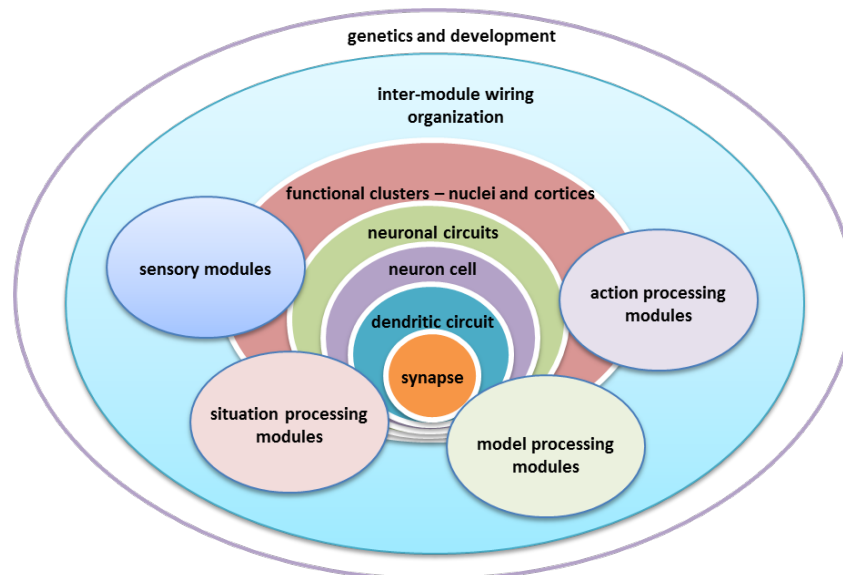 genetics and development
inter-module wiring
organization
functional clusters – nuclei and cortices
neuronal circuits
sensory modules
neuron cell
action processing
modules
dendritic circuit
synapse
situation processing
modules
model processing
modules